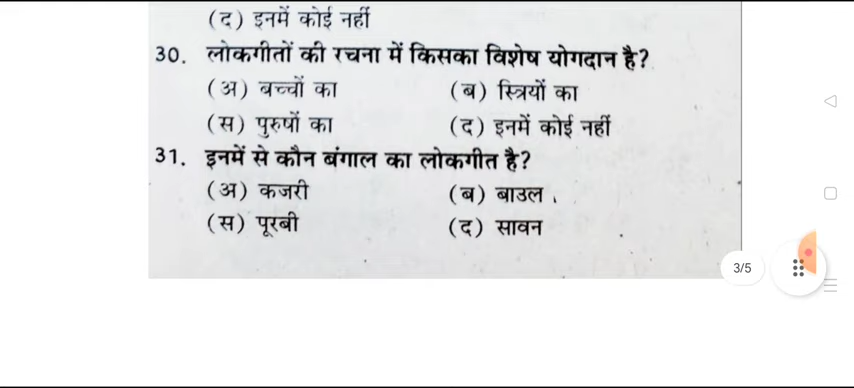 (द) इनमें कोई नहीं
30. लोकगीतों की रचना में किसका विशेष योगदान है?
(अ) बच्चों का (ब) स्त्रियों का
(स) पुरुषों का (द) इनमें कोई नहीं
31. इनमें से कौन बंगाल का लोकगीत है?
(अ) कजरी (ब) बाउल
(स) पूरबी (द) सावन
3/5